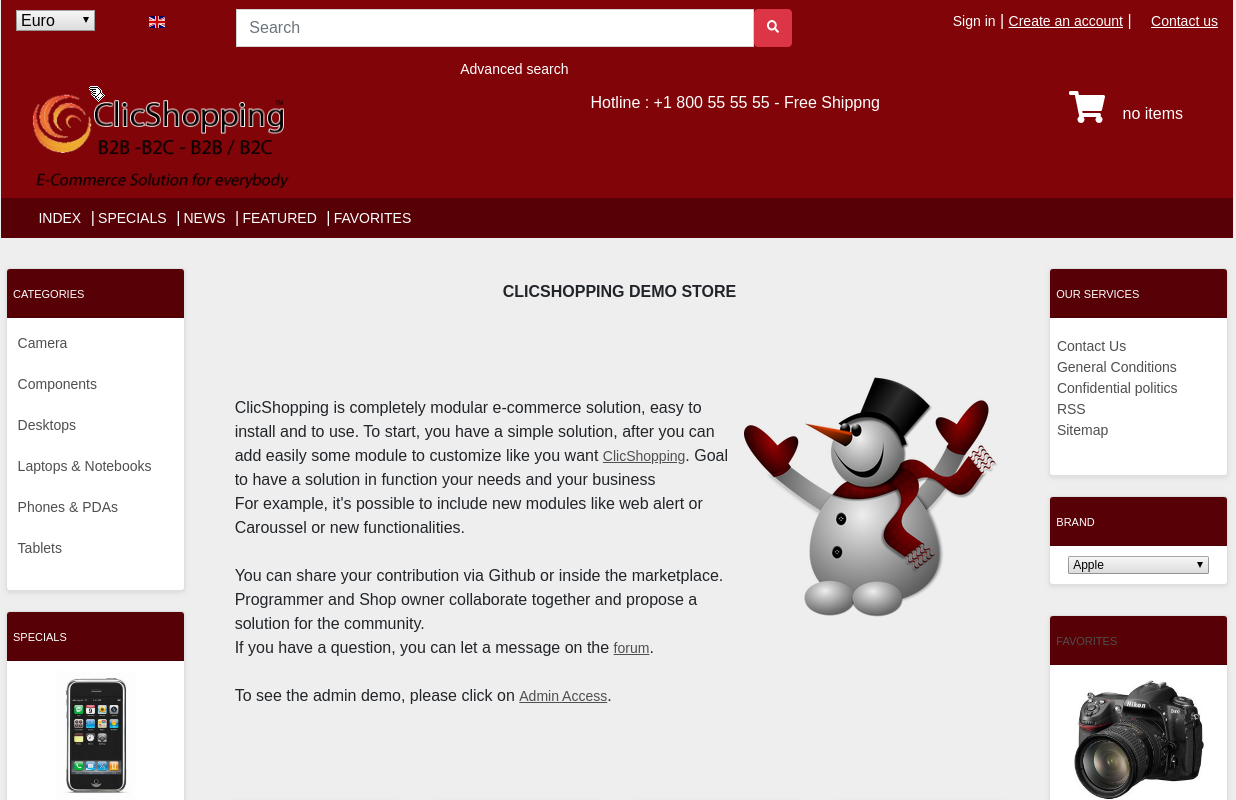 Euro
Search
Sign in | Create an account | Contact us
Advanced search
ClicShopping
B2B -B2C - B2B / B2C
E-Commerce Solution for everybody
Hotline : +1 800 55 55 55 - Free Shippng
no items
INDEX | SPECIALS | NEWS | FEATURED | FAVORITES
CATEGORIES
Camera
Components
Desktops
Laptops & Notebooks
Phones & PDAs
Tablets
SPECIALS
CLICSHOPPING DEMO STORE
ClicShopping is completely modular e-commerce solution, easy to
install and to use. To start, you have a simple solution, after you can
add easily some module to customize like you want ClicShopping. Goal
to have a solution in function your needs and your business
For example, it's possible to include new modules like web alert or
Caroussel or new functionalities.
You can share your contribution via Github or inside the marketplace.
Programmer and Shop owner collaborate together and propose a
solution for the community.
If you have a question, you can let a message on the forum.
To see the admin demo, please click on Admin Access.
OUR SERVICES
Contact Us
General Conditions
Confidential politics
RSS
Sitemap
BRAND
Apple
FAVORITES
Nikon